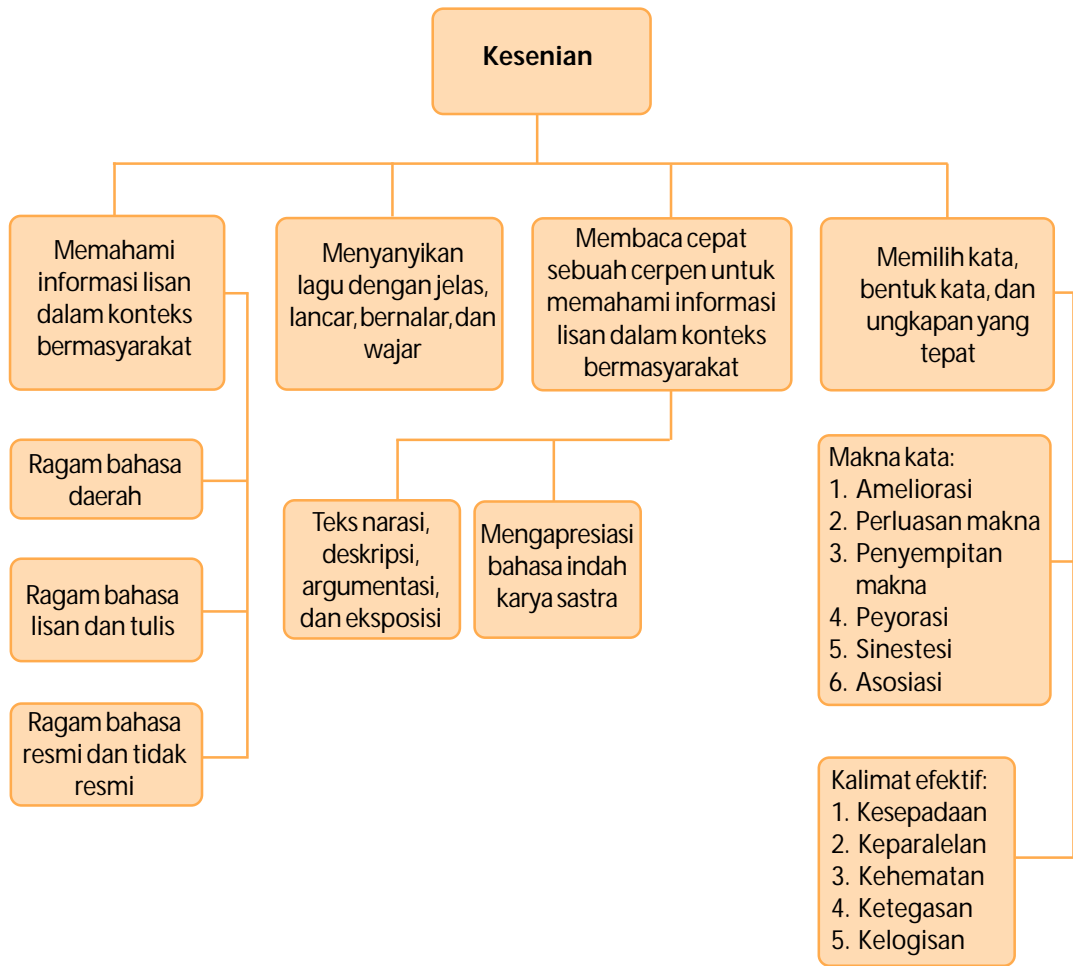 Kesenian
Memahami
informasi lisan
dalam konteks
bermasyarakat
Menyanyikan
lagu dengan jelas,
lancar, bernalar, dan
wajar
Membaca cepat
sebuah cerpen untuk
memahami informasi
lisan dalam konteks
bermasyarakat
Memilih kata,
bentuk kata, dan
ungkapan yang
tepat
Ragam bahasa
daerah
Ragam bahasa
lisan dan tulis
Ragam bahasa
resmi dan tidak
resmi
Teks narasi,
deskripsi,
argumentasi,
dan eksposisi
Mengapresiasi
bahasa indah
karya sastra
Makna kata:
1. Ameliorasi
2. Perluasan makna
3. Penyempitan
makna
4. Peyorasi
5. Sinestesi
6. Asosiasi
Kalimat efektif:
1. Kesepadaan
2. Keparalelan
3. Kehematan
4. Ketegasan
5. Kelogisan